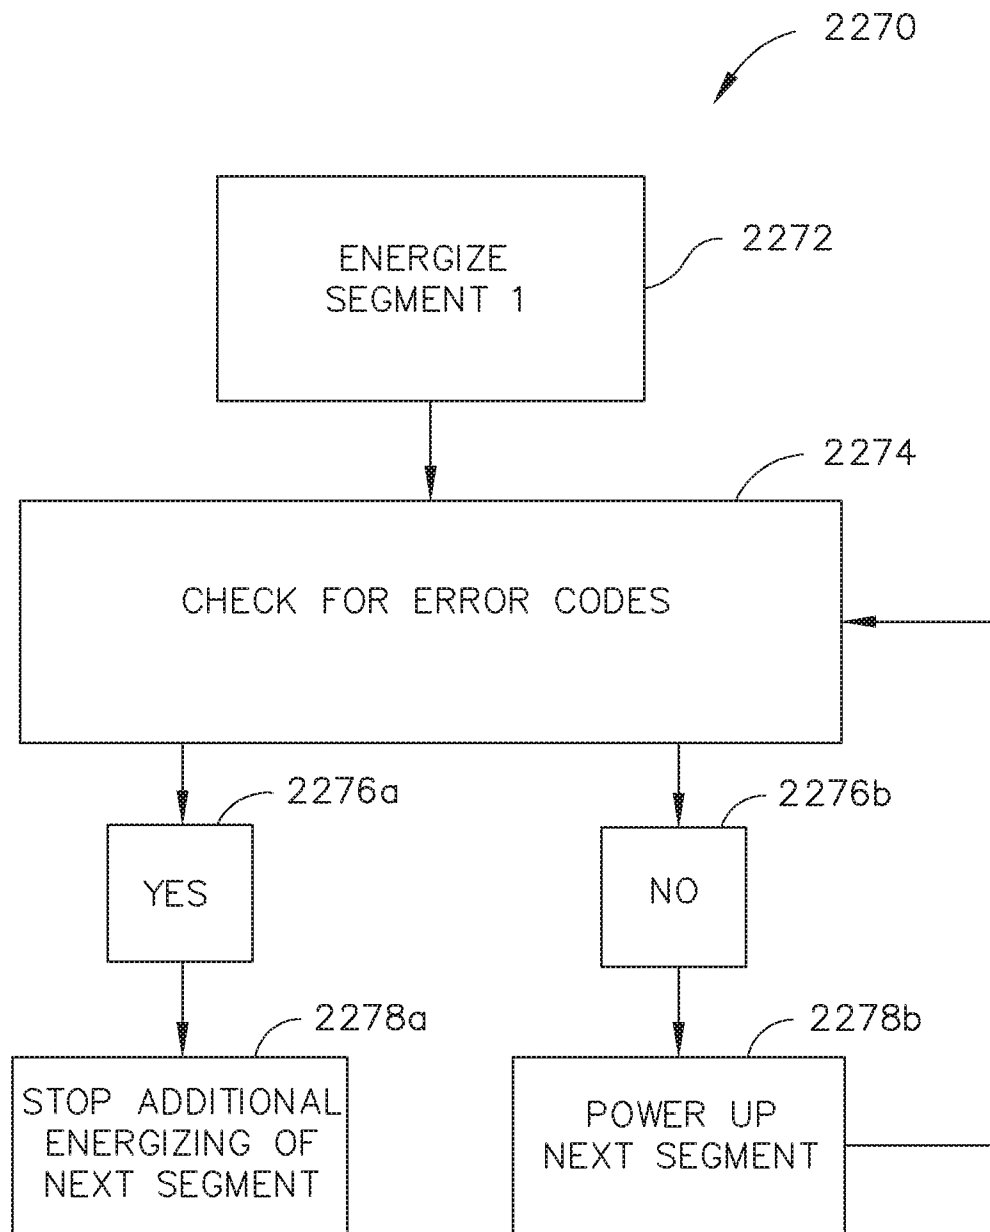 2270
ENERGIZE
SEGMENT 1
2272
2274
CHECK FOR ERROR CODES
2276a
2276b
YES
NO
2278a
2278b
STOP ADDITIONAL
ENERGIZING OF
NEXT SEGMENT
POWER UP
NEXT SEGMENT